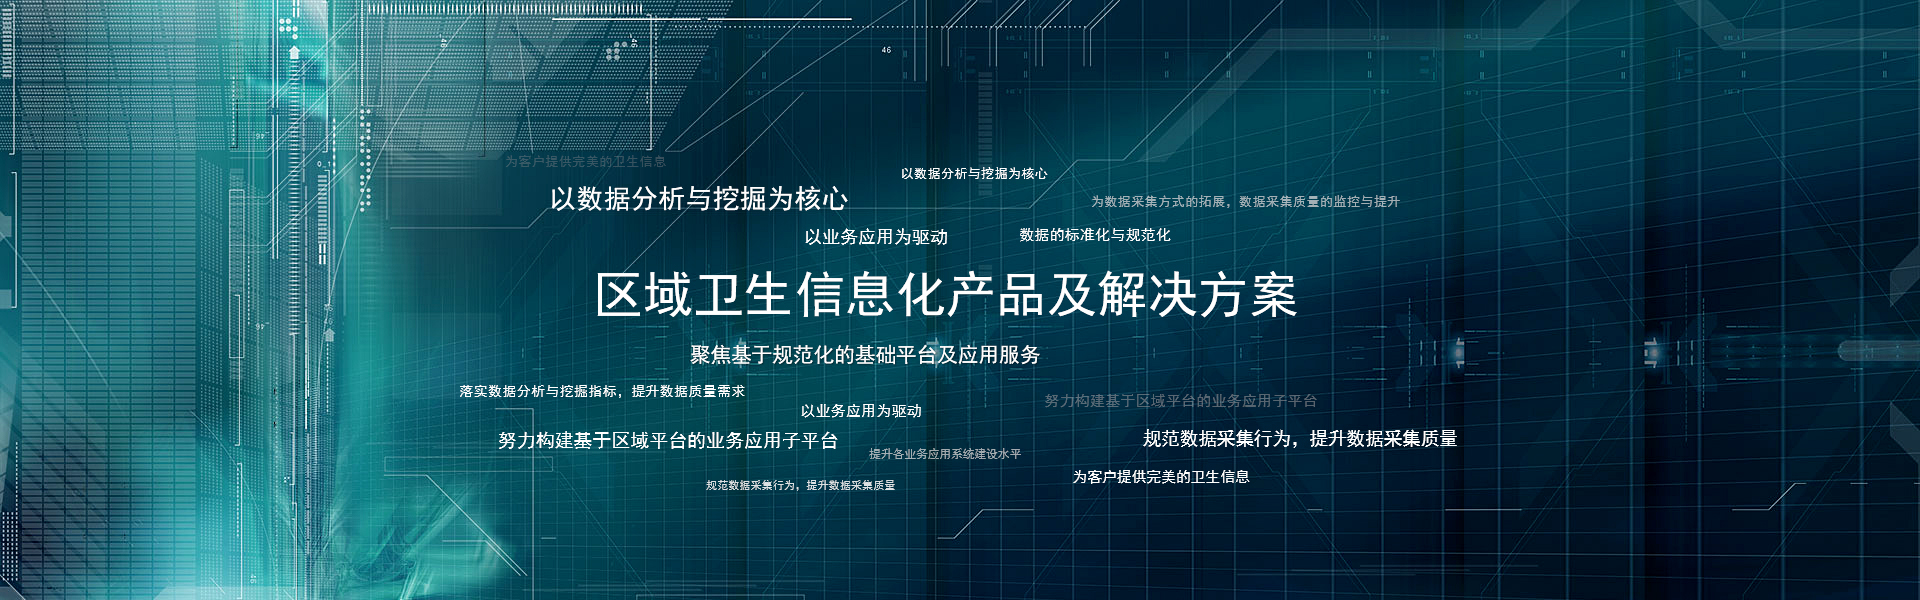 46
为客户提供完美的卫生信息
以数据分析与挖掘为核心
以数据分析与挖掘为核心
为数据采集方式的拓展，数据采集质量的监控与提升
以业务应用为驱动
数据的标准化与规范化
区域卫生信息化产品及解决方案
聚焦基于规范化的基础平台及应用服务
落实数据分析与挖掘指标，提升数据质量需求
努力构建基于区域平台的业务应用子平台
以业务应用为驱动
努力构建基于区域平台的业务应用子平台
规范数据采集行为，提升数据采集质量
提升各业务应用系统建设水平
为客户提供完美的卫生信息
规范数据采集行为，提升数据采集质量